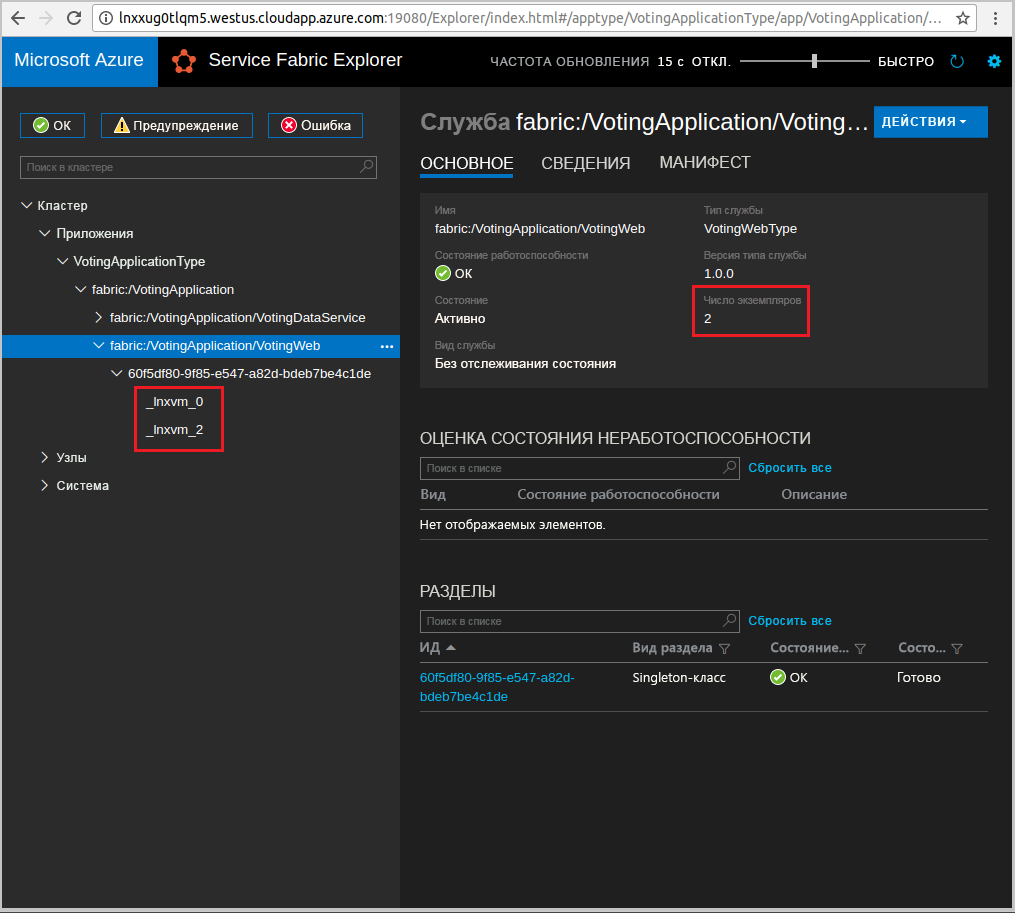 lnxxug0tlqm5.westus.cloudapp.azure.com:19080/Explorer/index.html#/apptype/VotingApplicationType/app/VotingApplication/...
Microsoft Azure
Service Fabric Explorer
ЧАСТОТА ОБНОВЛЕНИЯ 15 с ОТКЛ. БЫСТРО
ОК
Предупреждение
Ошибка
Поиск в кластере
Кластер
Приложения
VotingApplicationType
fabric:/VotingApplication
fabric:/VotingApplication/VotingDataService
fabric:/VotingApplication/VotingWeb
60f5df80-9f85-e547-a82d-bdeb7be4c1de
_lnxvm_0
_lnxvm_2
Узлы
Система
Служба fabric:/VotingApplication/Voting...
ДЕЙСТВИЯ
ОСНОВНОЕ СВЕДЕНИЯ МАНИФЕСТ
Имя
fabric:/VotingApplication/VotingWeb
Состояние работоспособности
ОК
Состояние
Активно
Вид службы
Без отслеживания состояния
Тип службы
VotingWebType
Версия типа службы
1.0.0
Число экземпляров
2
ОЦЕНКА СОСТОЯНИЯ НЕРАБОТОСПОСОБНОСТИ
Поиск в списке
Сбросить все
Вид Состояние работоспособности Описание
Нет отображаемых элементов.
РАЗДЕЛЫ
Поиск в списке
Сбросить все
ИД Вид раздела Состояние... Состо...
60f5df80-9f85-e547-a82d- Singleton-класс ОК Готово
bdeb7be4c1de